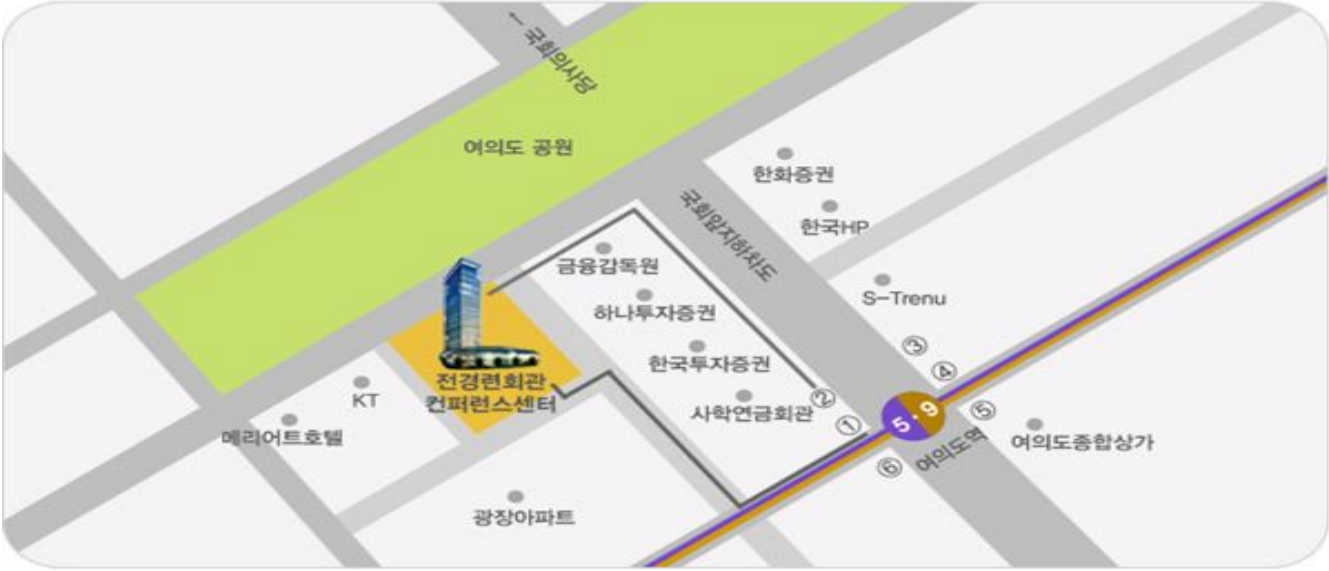 ← 국회의사당
여의도 공원
한화증권
국회앞지하차도
한국HP
금융감독원
S-Trenu
하나투자증권
③
한국투자증권
④
전경련회관
컨퍼런스센터
KT
②
사학연금회관
①
5·9
⑤
메리어트호텔
여의도역
여의도종합상가
⑥
광장아파트